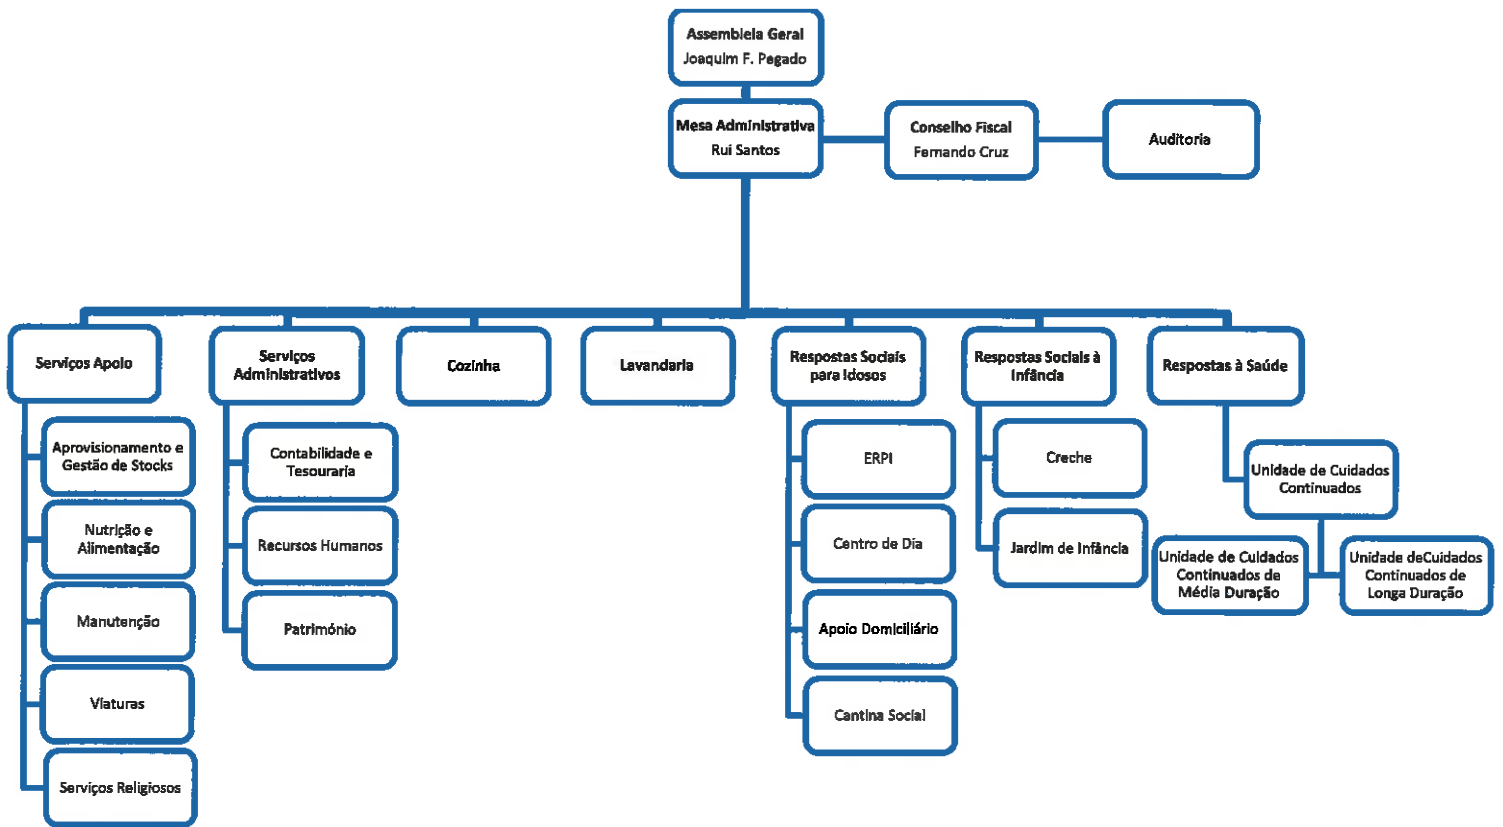 Assembleia Geral
Joaquim F. Pegado
Mesa Administrativa
Rui Santos
Conselho Fiscal
Fernando Cruz
Auditoria
Serviços Apoio
Serviços
Administrativos
Cozinha
Lavandaria
Respostas Sociais
para Idosos
Respostas Sociais à
Infância
Respostas à Saúde
Aprovisionamento e
Gestão de Stocks
Nutrição e
Alimentação
Manutenção
Viaturas
Serviços Religiosos
Contabilidade e
Tesouraria
Recursos Humanos
Património
ERPI
Centro de Dia
Apoio Domiciliário
Cantina Social
Creche
Jardim de Infância
Unidade de Cuidados
Continuados
Unidade de Cuidados
Continuados de
Média Duração
Unidade deCuidados
Continuados de
Longa Duração